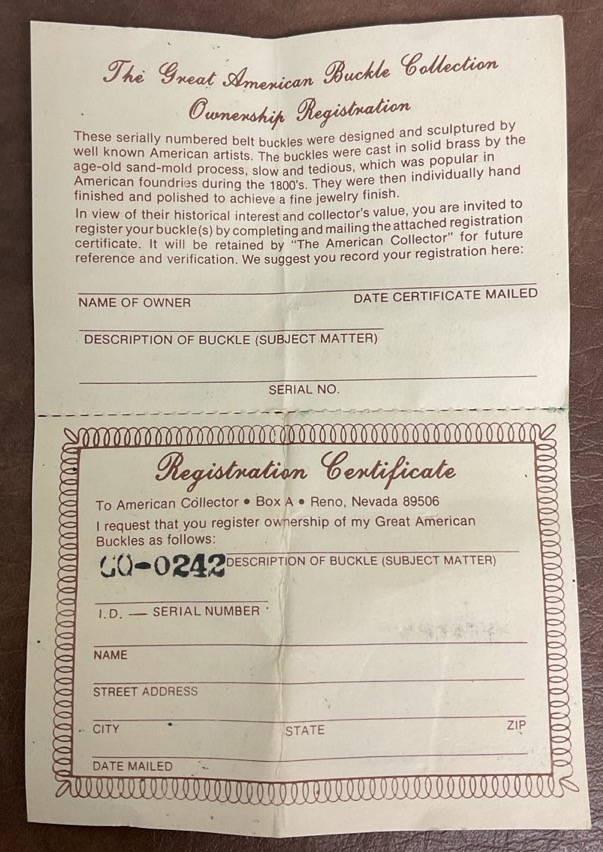 The Great American Buckle Collection
Ownership Registration
These serially numbered belt buckles were designed and sculptured by
well known American artists. The buckles were cast in solid brass by the
age-old sand-mold process, slow and tedious, which was popular in
American foundries during the 1800's. They were then individually hand
finished and polished to achieve a fine jewelry finish.
In view of their historical interest and collector's value, you are invited to
register your buckle(s) by completing and mailing the attached registration
certificate. It will be retained by "The American Collector" for future
reference and verification. We suggest you record your registration here:
NAME OF OWNER DATE CERTIFICATE MAILED
DESCRIPTION OF BUCKLE (SUBJECT MATTER)
SERIAL NO.
Registration Certificate
To American Collector • Box A • Reno, Nevada 89506
I request that you register ownership of my Great American
Buckles as follows:
-0242 DESCRIPTION OF BUCKLE (SUBJECT MATTER)
I.D. — SERIAL NUMBER
NAME
STREET ADDRESS
CITY STATE ZIP
DATE MAILED